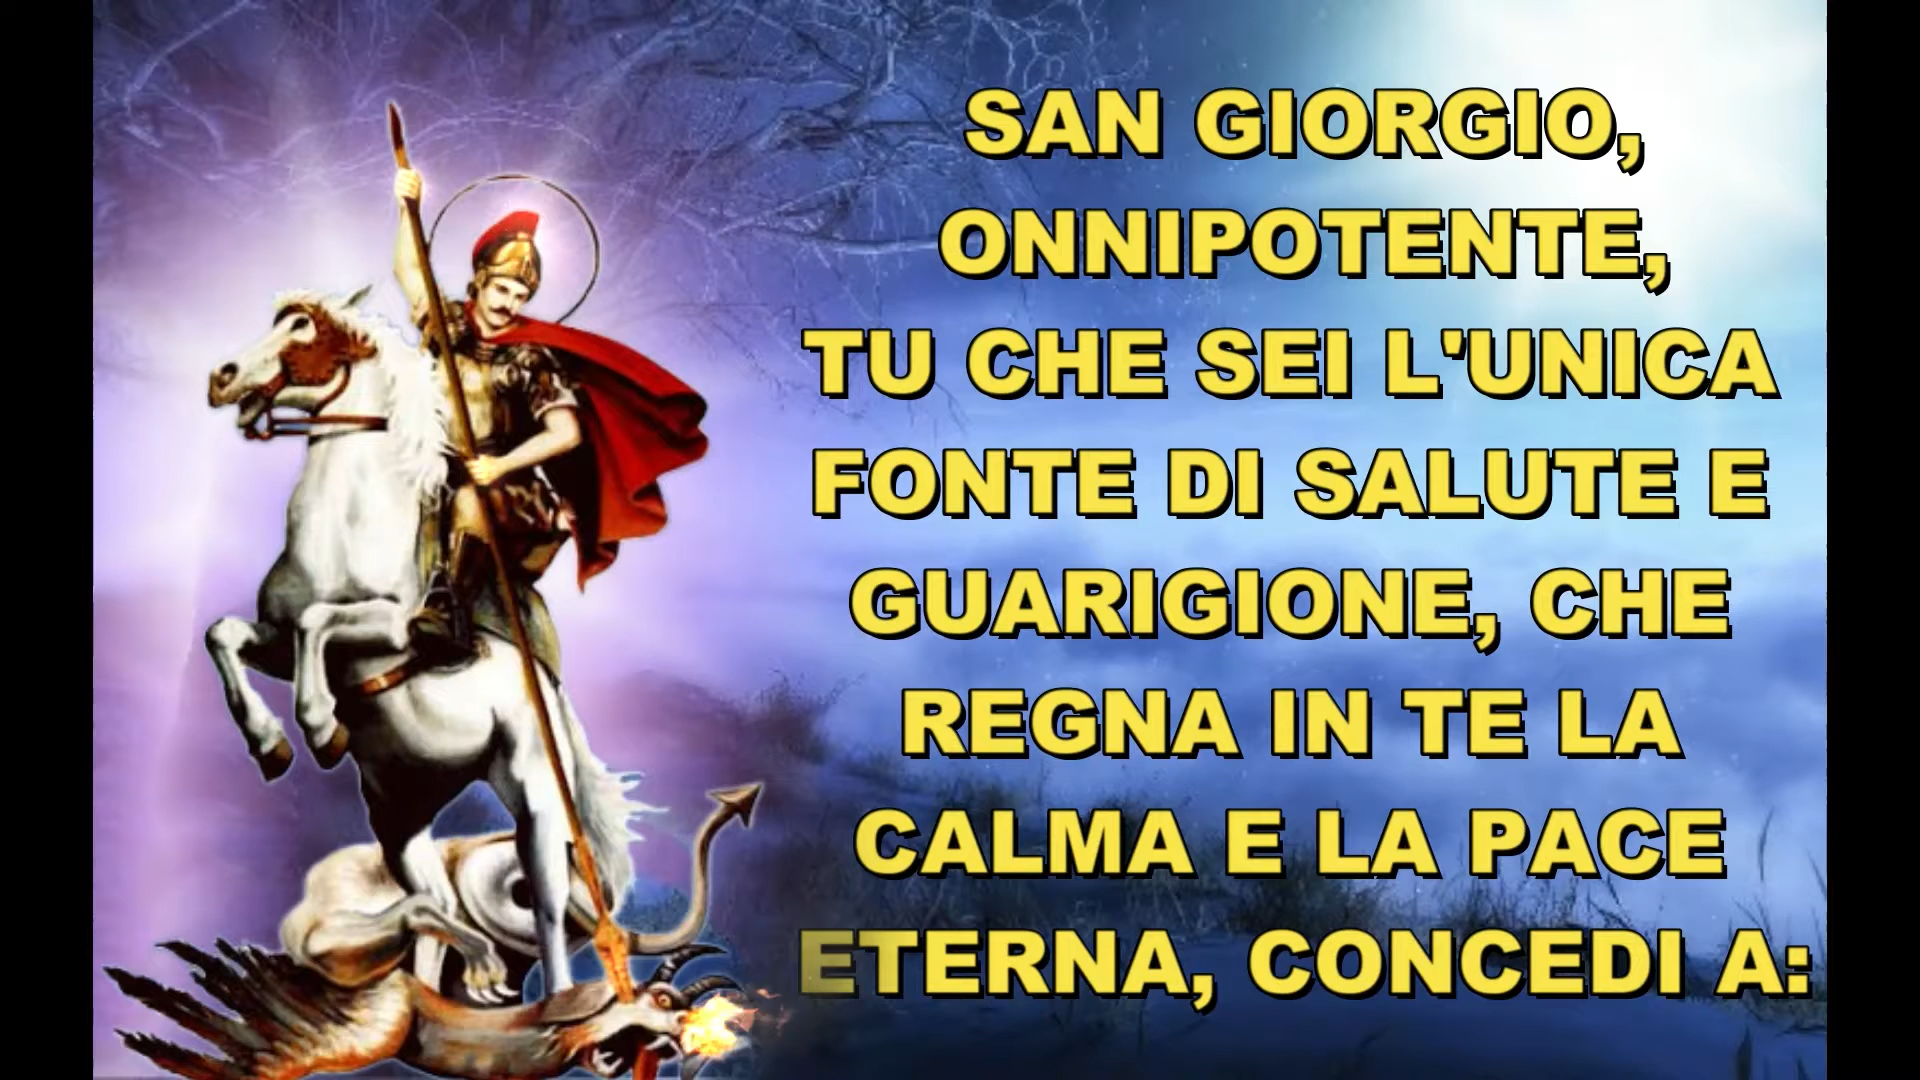 SAN GIORGIO,
ONNIPOTENTE,
TU CHE SEI L'UNICA
FONTE DI SALUTE E
GUARIGIONE, CHE
REGNA IN TE LA
CALMA E LA PACE
ETERNA, CONCEDI A: